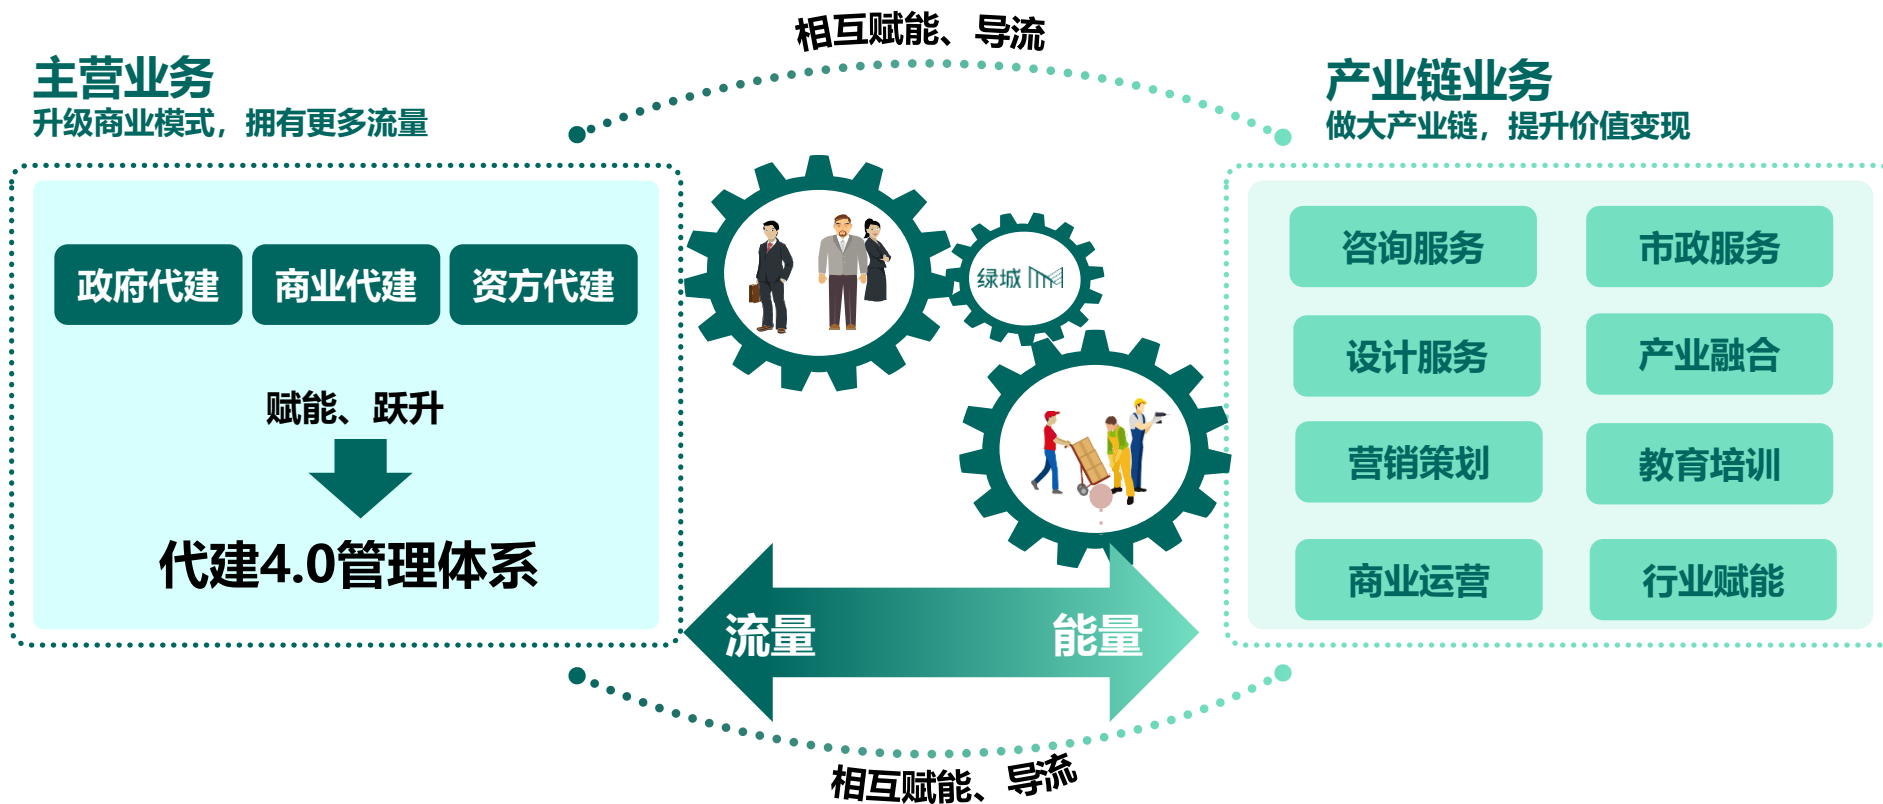 相互赋能、导流
主营业务
升级商业模式，拥有更多流量
政府代建
商业代建
资方代建
赋能、跃升
代建4.0管理体系
绿城
流量
能量
产业链业务
做大产业链，提升价值变现
咨询服务
市政服务
设计服务
产业融合
营销策划
教育培训
商业运营
行业赋能
相互赋能、导流